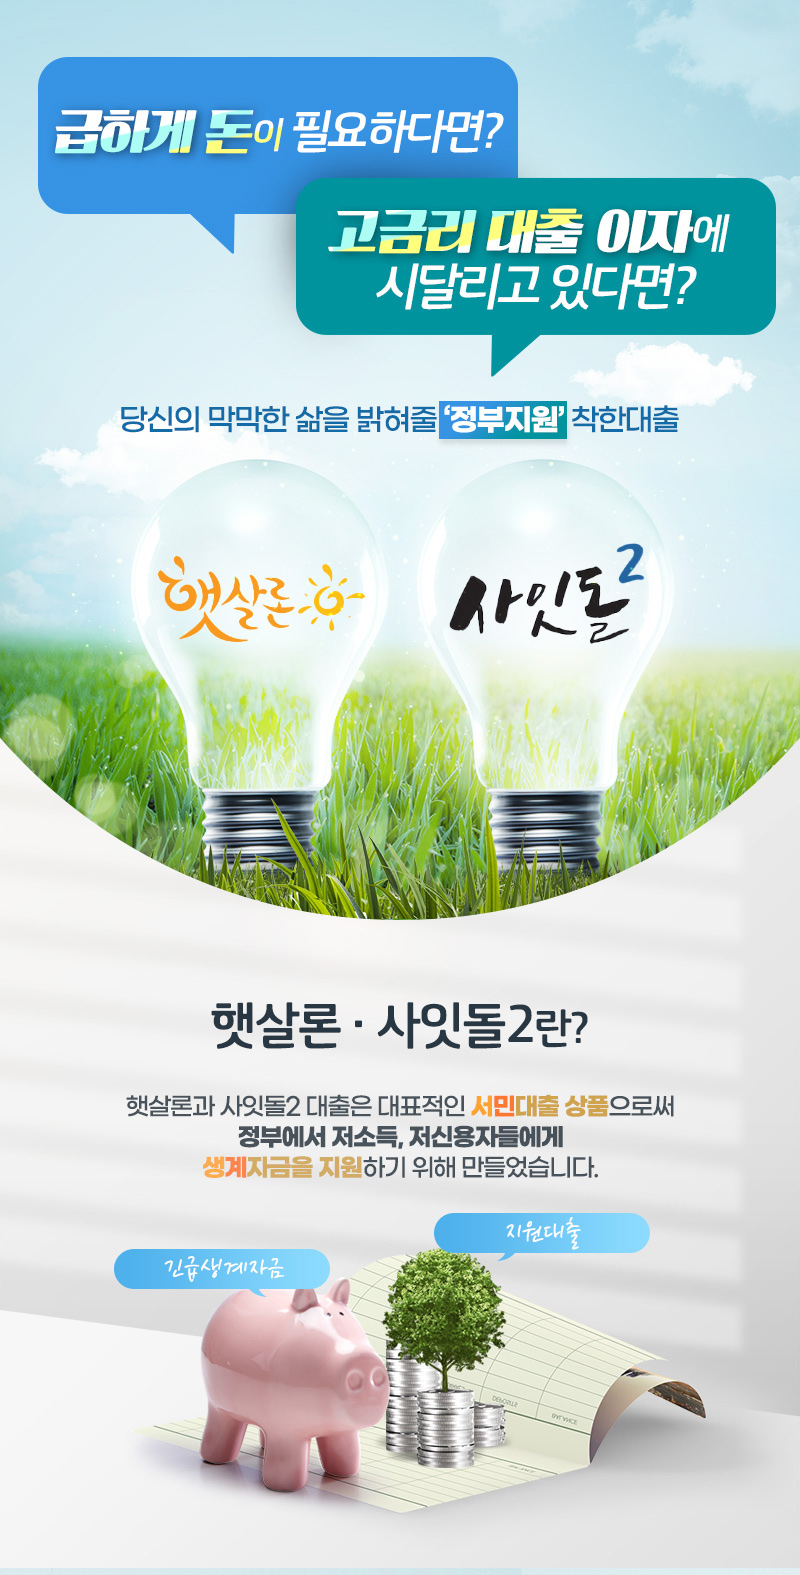 급하게 돈이 필요하다면?
고금리 대출 이자에
시달리고 있다면?
당신의 막막한 삶을 밝혀줄 ‘정부지원’ 착한대출
햇살론
사잇돌2
햇살론 · 사잇돌2란?
햇살론과 사잇돌2 대출은 대표적인 서민대출 상품으로써
정부에서 저소득, 저신용자들에게
생계자금을 지원하기 위해 만들었습니다.
지원대출
긴급생계자금
DEPOSITS
BALANCE